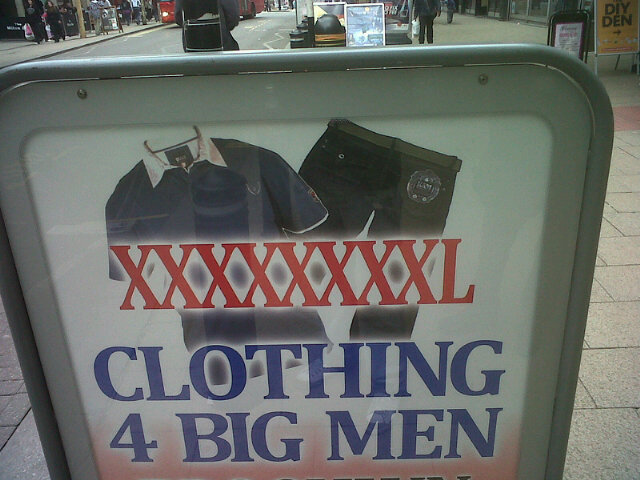 DIY
DEN
XXXXXXXXL
CLOTHING
4 BIG MEN